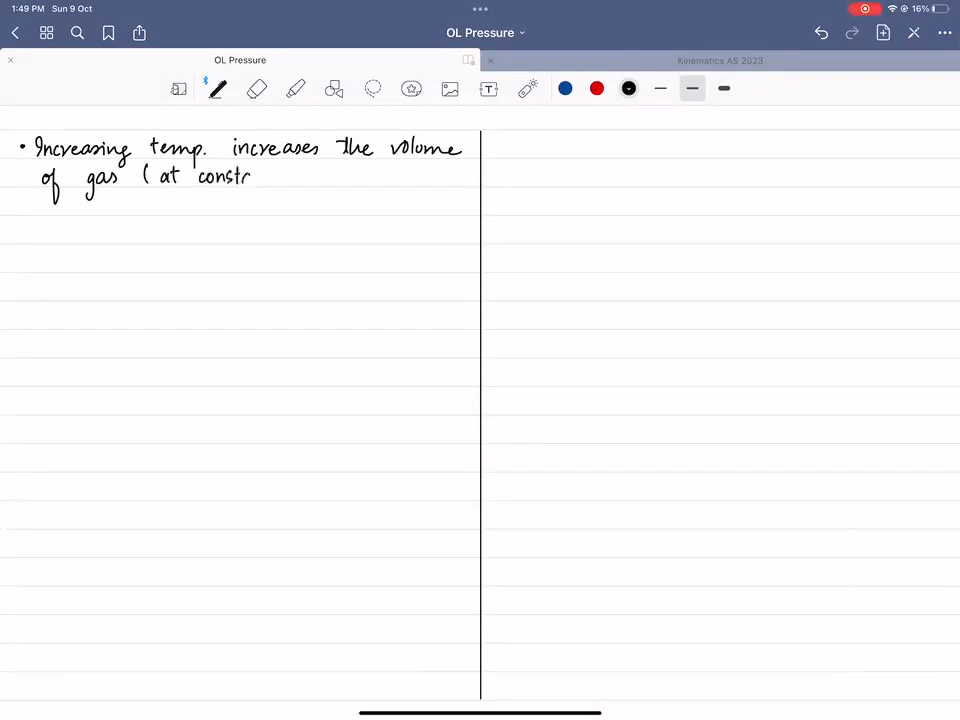 1:49 PM Sun 9 Oct
16%
OL Pressure
OL Pressure
Kinematics AS 2023
• Increasing temp. increases the volume
of gas ( at constr